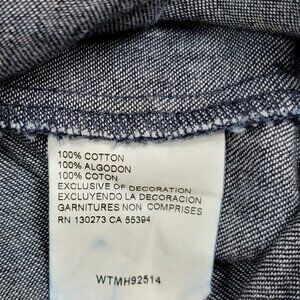 100% COTTON
100% ALGODON
100% COTON
EXCLUSIVE OF DECORATION
EXCLUYENDO LA DECORACION
GARNITURES NON COMPRISES
RN 130273 CA 55394
WTMH92514